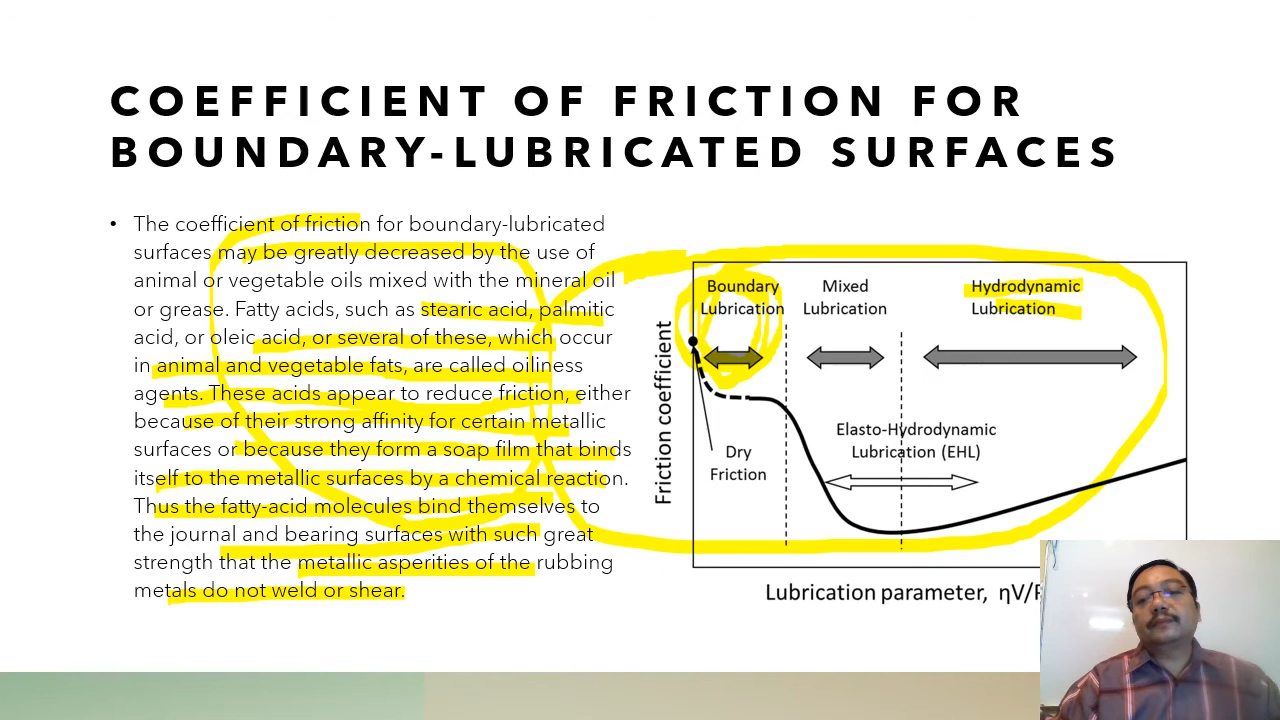 COEFFICIENT OF FRICTION FOR
BOUNDARY-LUBRICATED SURFACES
• The coefficient of friction for boundary-lubricated
surfaces may be greatly decreased by the use of
animal or vegetable oils mixed with the mineral oil
or grease. Fatty acids, such as stearic acid, palmitic
acid, or oleic acid, or several of these, which occur
in animal and vegetable fats, are called oiliness
agents. These acids appear to reduce friction, either
because of their strong affinity for certain metallic
surfaces or because they form a soap film that binds
itself to the metallic surfaces by a chemical reaction.
Thus the fatty-acid molecules bind themselves to
the journal and bearing surfaces with such great
strength that the metallic asperities of the rubbing
metals do not weld or shear.
Friction coefficient
Boundary
Lubrication
Mixed
Lubrication
Hydrodynamic
Lubrication
Elasto-Hydrodynamic
Lubrication (EHL)
Dry
Friction
Lubrication parameter, ηV/